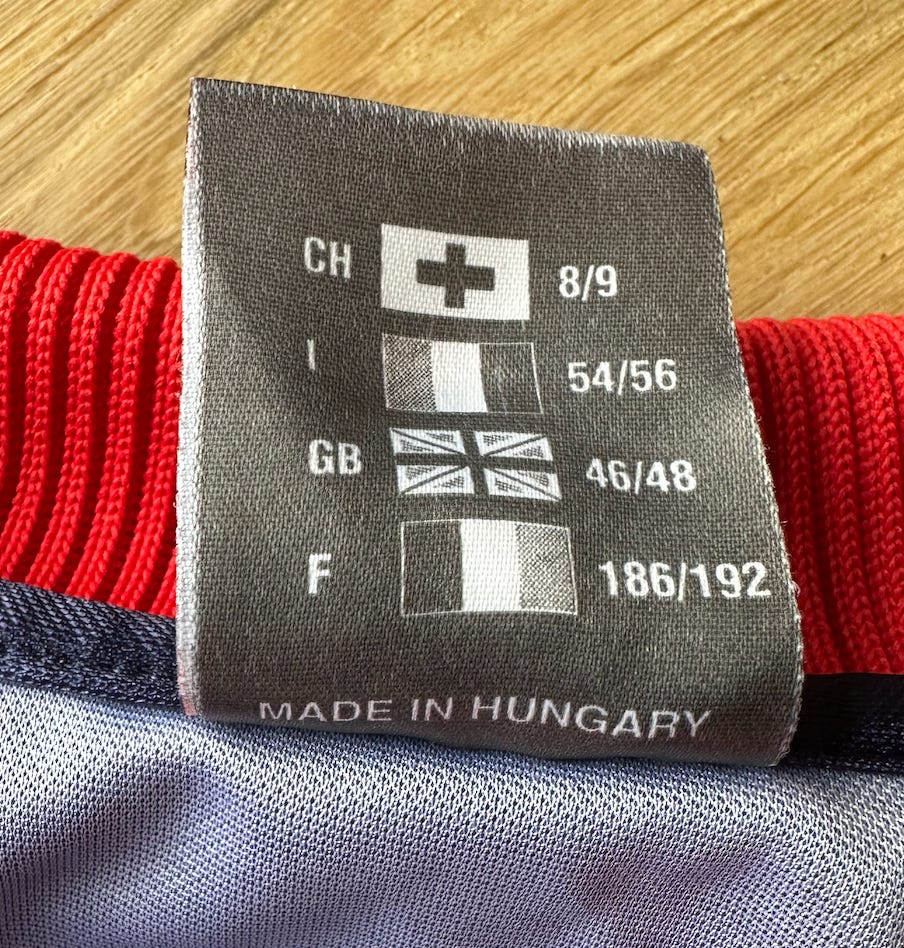 CH 8/9
I 54/56
GB 46/48
F 186/192
MADE IN HUNGARY